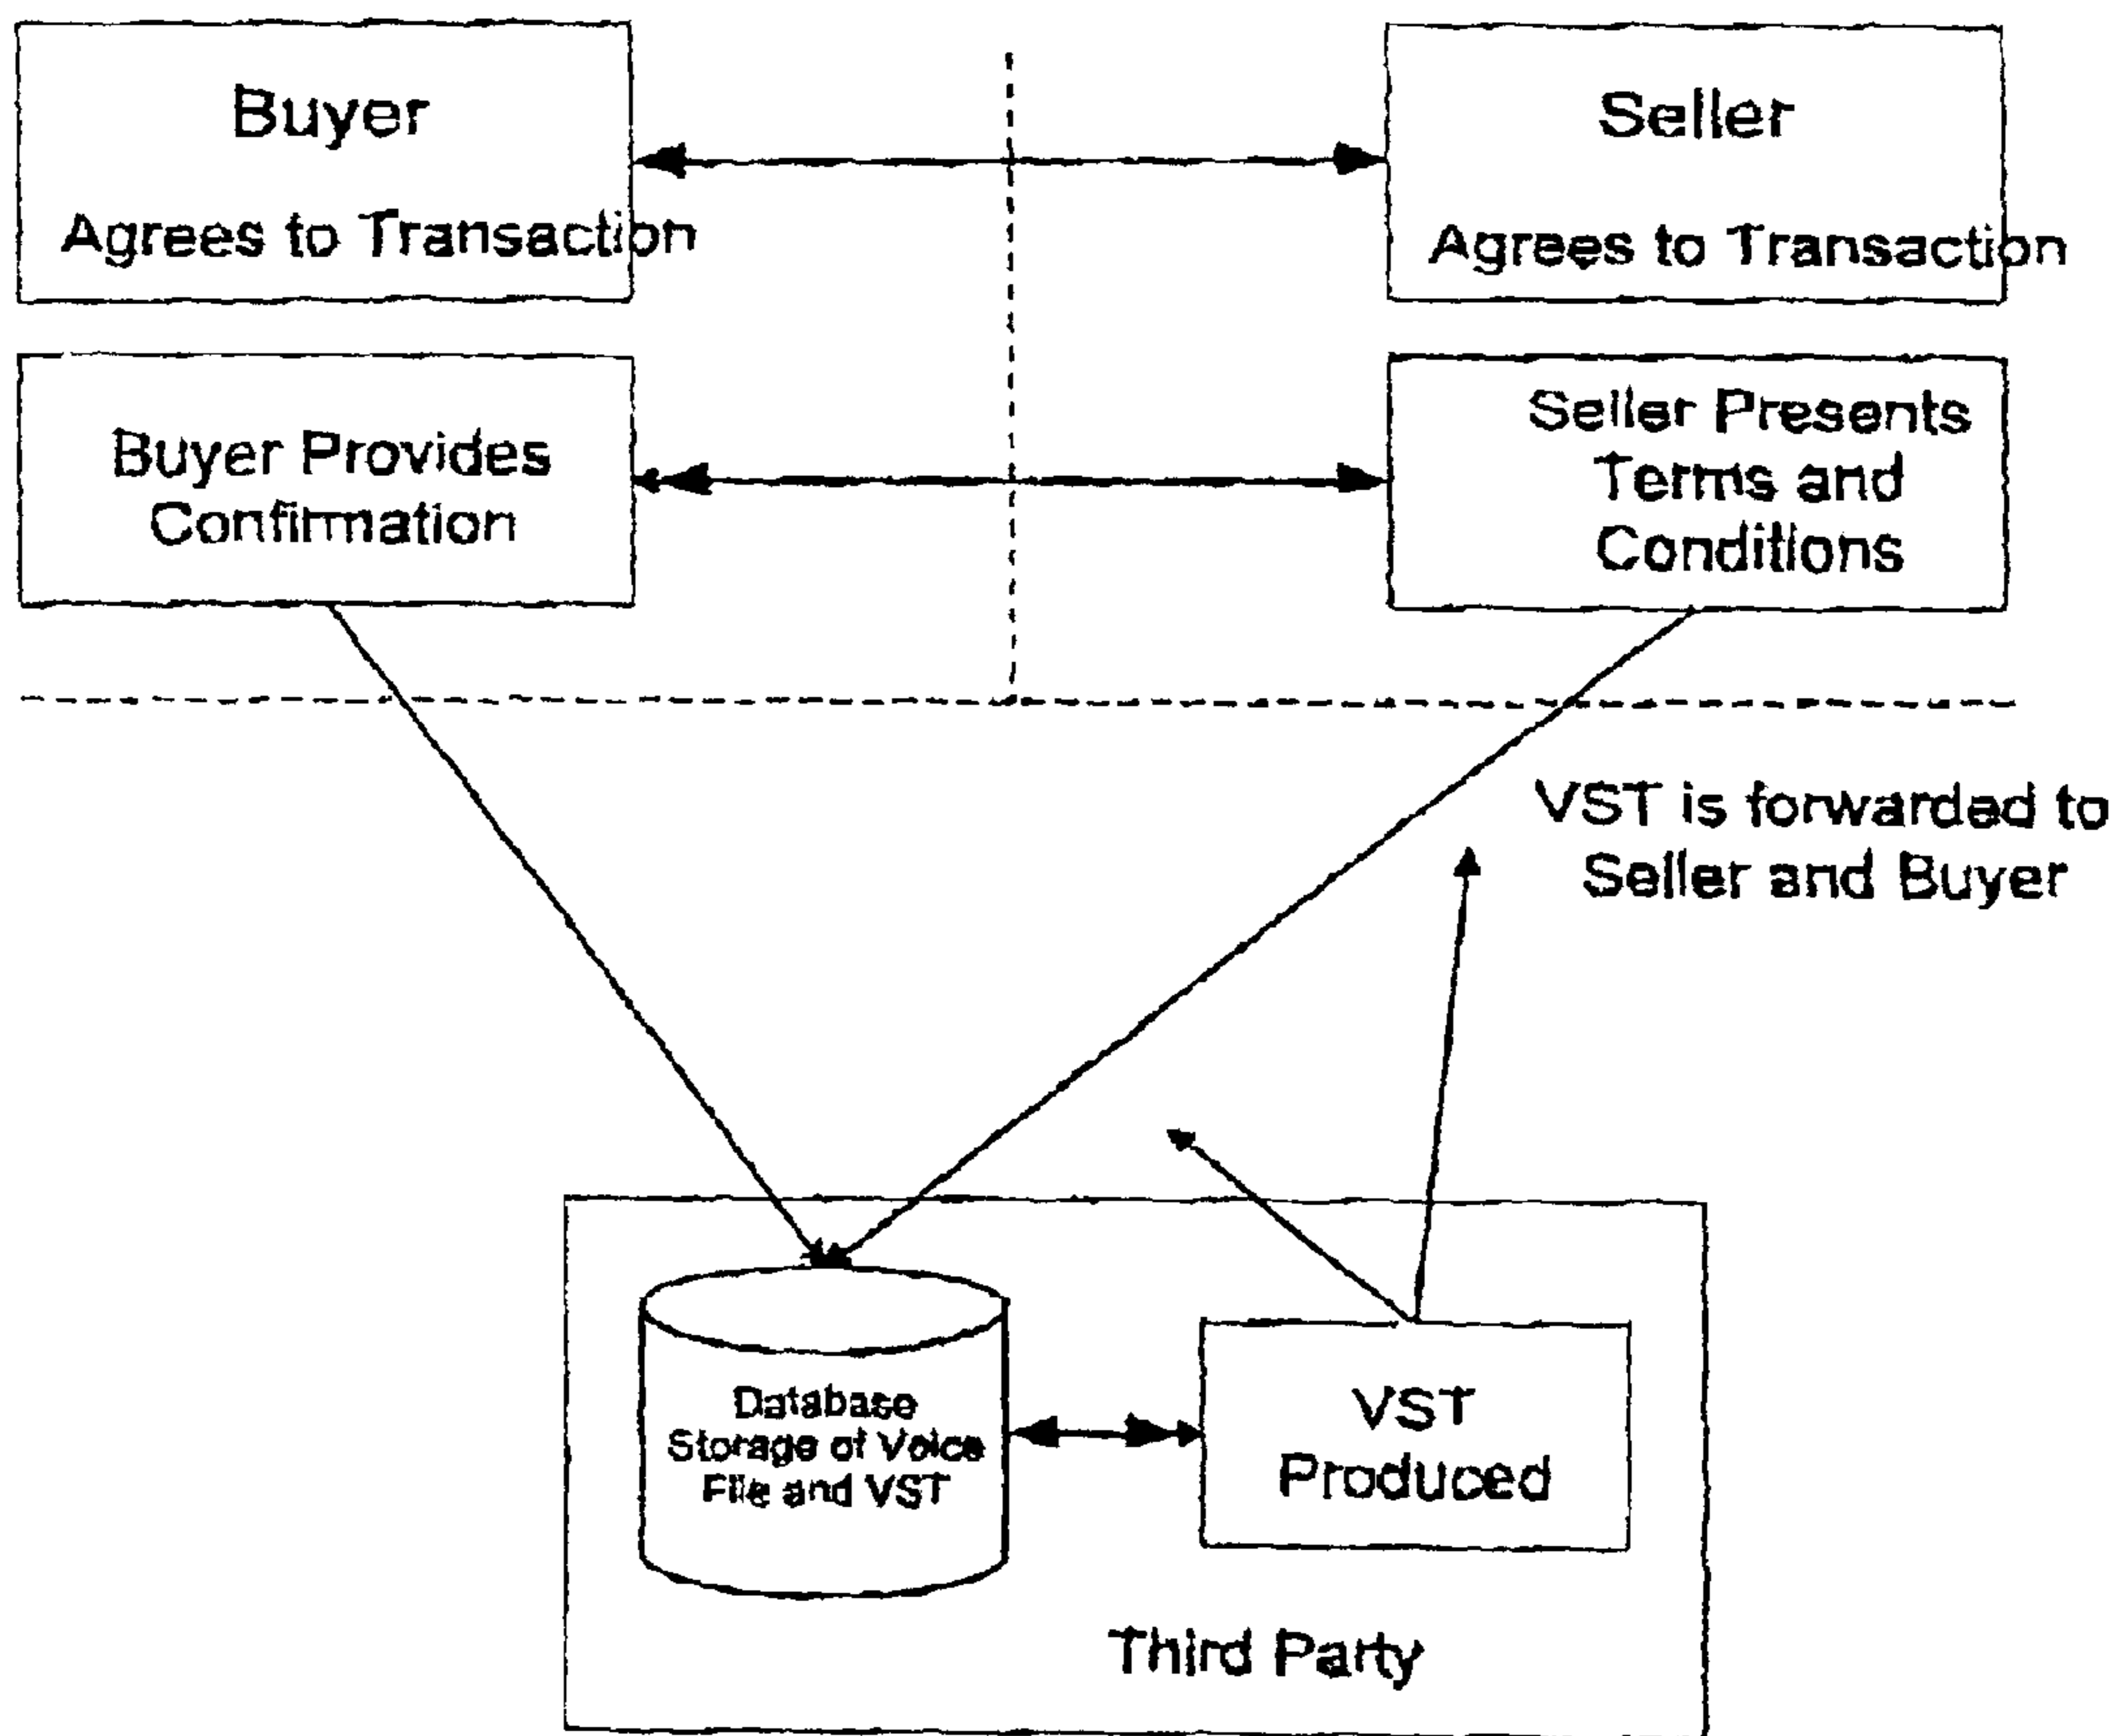 Buyer
Agrees to Transaction
Seller
Agrees to Transaction
Buyer Provides
Confirmation
Seller Presents
Terms and
Conditions
VST is forwarded to
Seller and Buyer
Database
Storage of Voice
File and VST
VST
Produced
Third Party